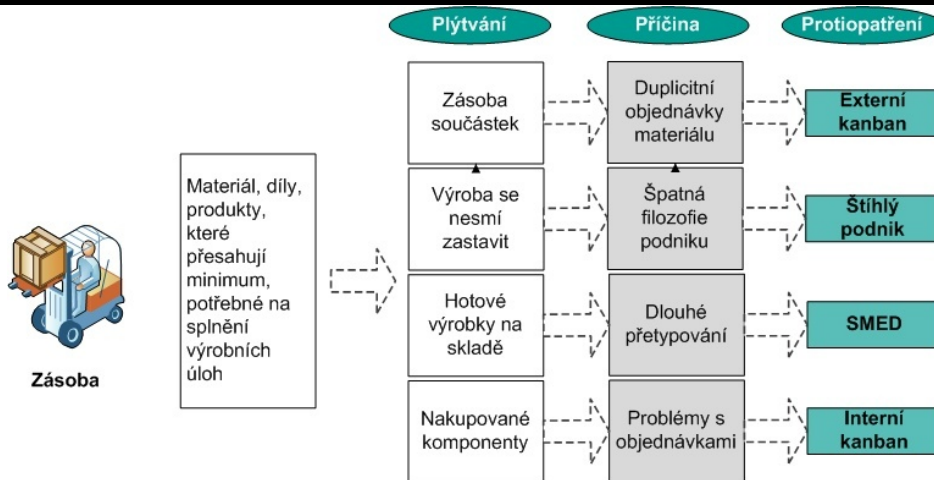 Plýtvání
Příčina
Protiopatření
Zásoba
součástek
Duplicitní
objednávky
materiálu
Externí
kanban
Materiál, díly,
produkty,
které
přesahují
minimum,
potřebné na
splnění
výrobních
úloh
Výroba se
nesmí
zastavit
Špatná
filozofie
podniku
Štíhlý
podnik
Hotové
výrobky na
skladě
Dlouhé
přetypování
SMED
Zásoba
Nakupované
komponenty
Problémy s
objednávkami
Interní
kanban